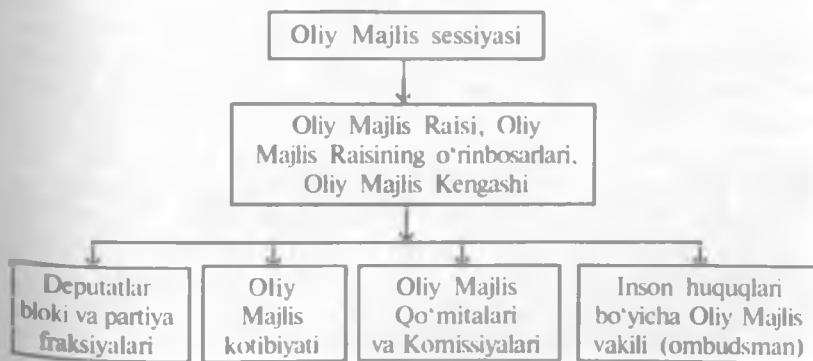 Oliy Majlis sessiyasi
Oliy Majlis Raisi, Oliy
Majlis Raisining o‘rinbosarlari,
Oliy Majlis Kengashi
Deputatlar
bloki va partiya
fraksiyalari
Oliy
Majlis
kotibiyati
Oliy Majlis
Qo‘mitalari
va Komissiyalari
Inson huquqlari
bo‘yicha Oliy Majlis
vakili (ombudsman)